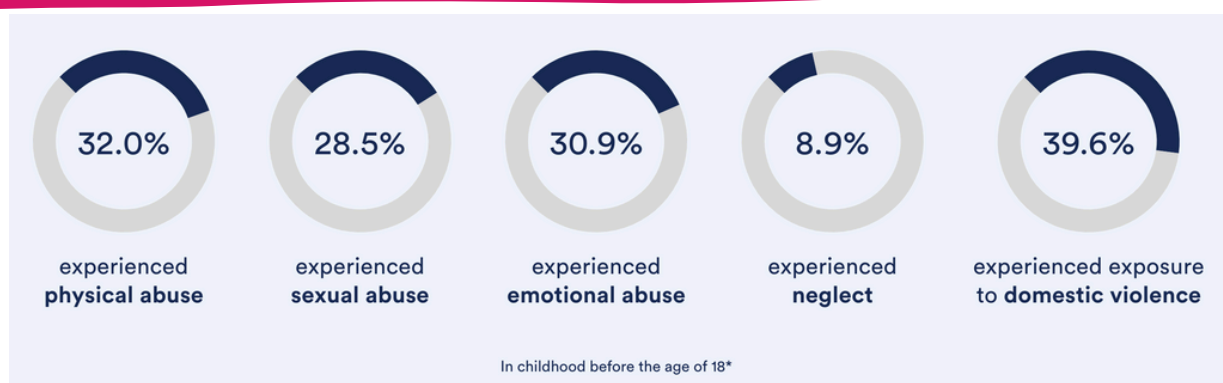 32.0%
experienced
physical abuse
28.5%
experienced
sexual abuse
30.9%
experienced
emotional abuse
8.9%
experienced
neglect
39.6%
experienced exposure
to domestic violence
In childhood before the age of 18*